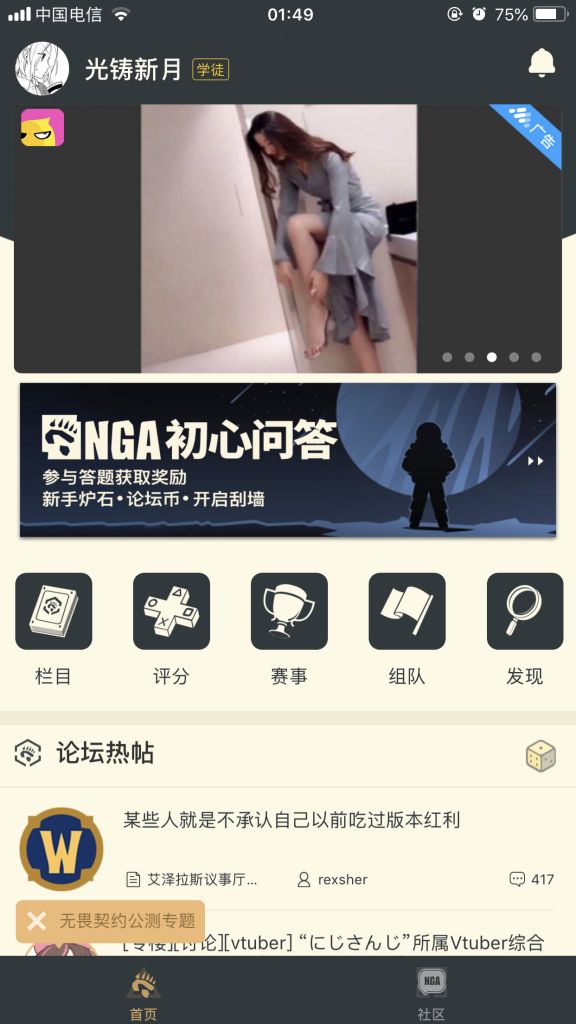 中国电信
01:49
75%
光铸新月
学徒
广告
NGA初心问答
参与答题获取奖励
新手炉石•论坛币•开启刮墙
栏目
评分
赛事
组队
发现
论坛热帖
某些人就是不承认自己以前吃过版本红利
W
艾泽拉斯议事厅...
rexsher
417
无畏契约公测专题
[专楼][讨论][vtuber] “にじさんじ”所属Vtuber综合
NGA
首页
社区